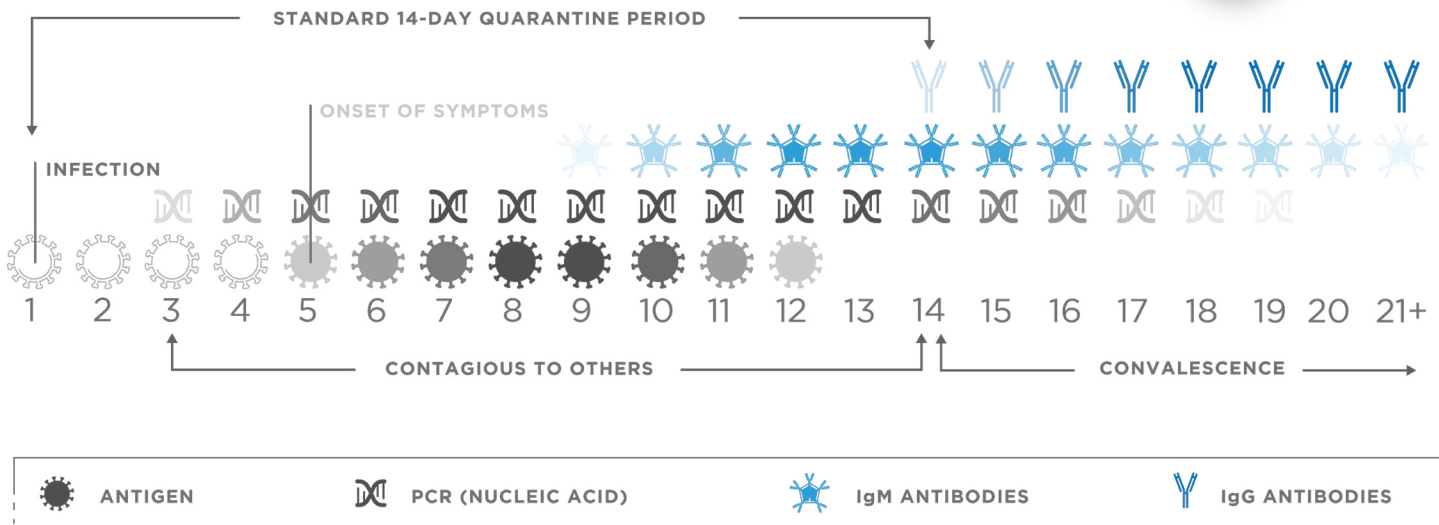 STANDARD 14-DAY QUARANTINE PERIOD
ONSET OF SYMPTOMS
INFECTION
1 2 3 4 5 6 7 8 9 10 11 12 13 14 15 16 17 18 19 20 21+
CONTAGIOUS TO OTHERS CONVALESCENCE
ANTIGEN PCR (NUCLEIC ACID) IgM ANTIBODIES IgG ANTIBODIES